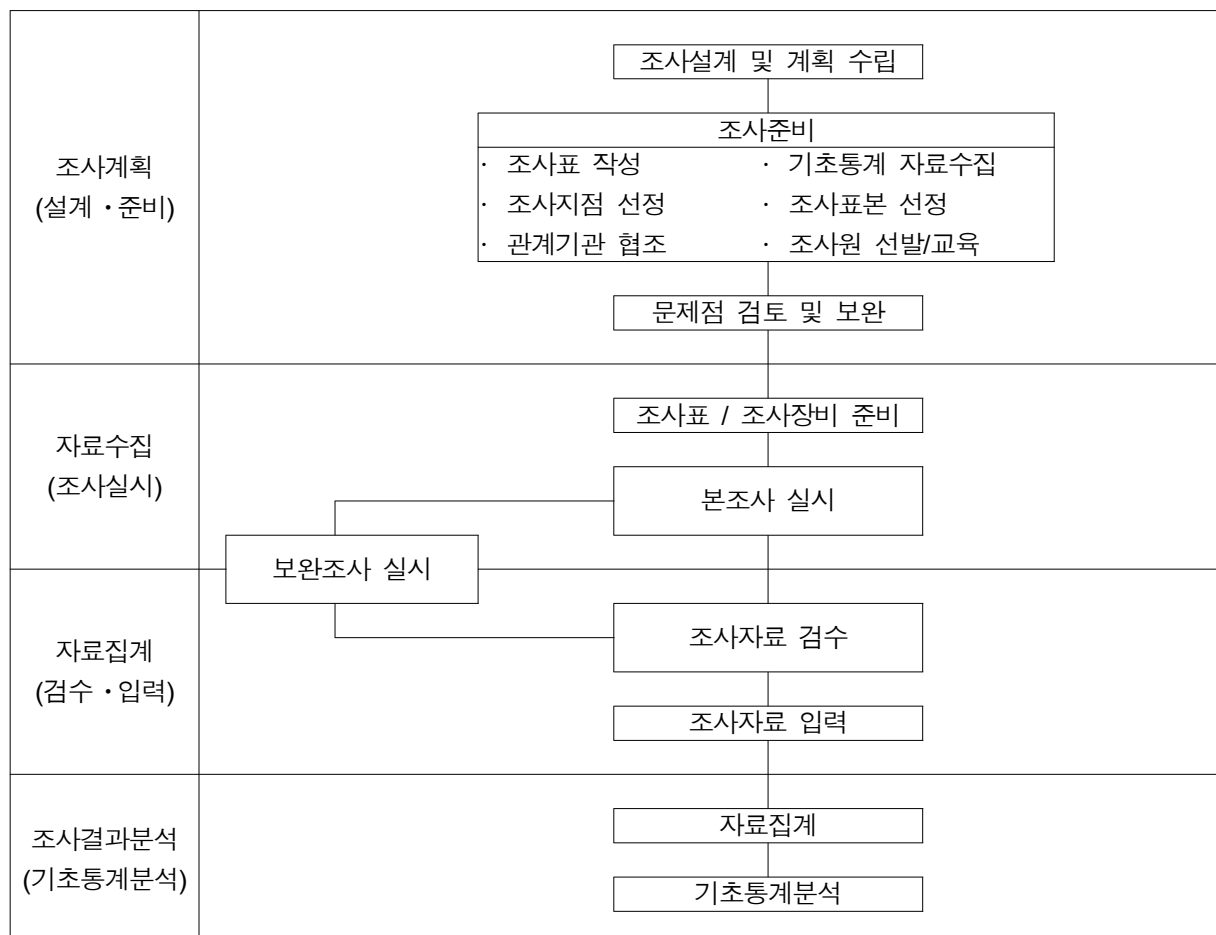 조사계획
(설계・준비)
조사설계 및 계획 수립
조사준비
· 조사표 작성 · 기초통계 자료수집
· 조사지점 선정 · 조사표본 선정
· 관계기관 협조 · 조사원 선발/교육
문제점 검토 및 보완
자료수집
(조사실시)
조사표 / 조사장비 준비
본조사 실시
보완조사 실시
자료집계
(검수・입력)
조사자료 검수
조사자료 입력
조사결과분석
(기초통계분석)
자료집계
기초통계분석